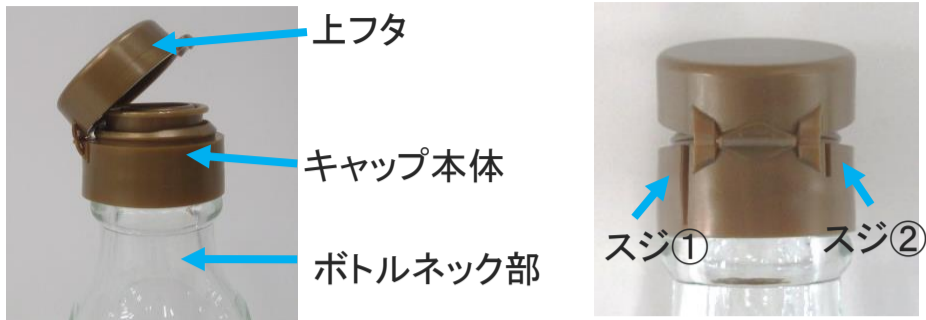 上フタ
キャップ本体
ボトルネック部
スジ①
スジ②